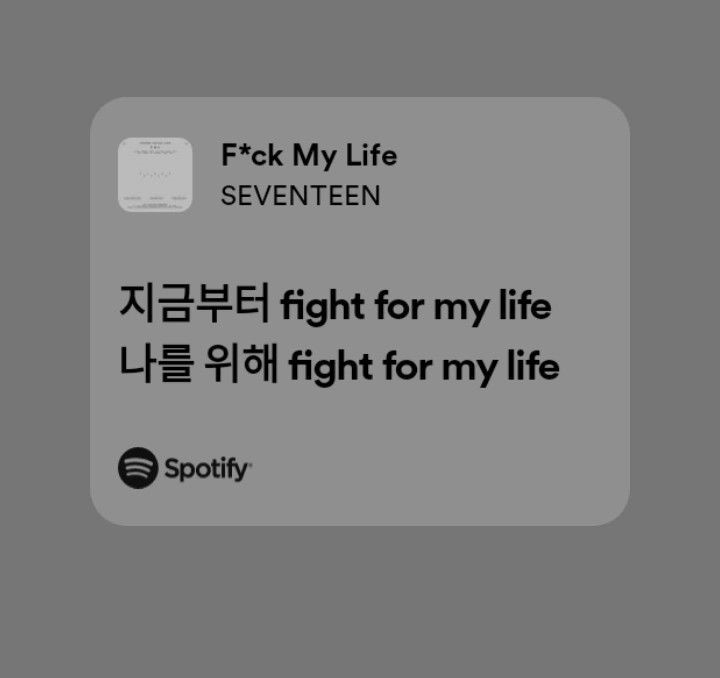 F*ck My Life
SEVENTEEN
지금부터 fight for my life
나를 위해 fight for my life
Spotify